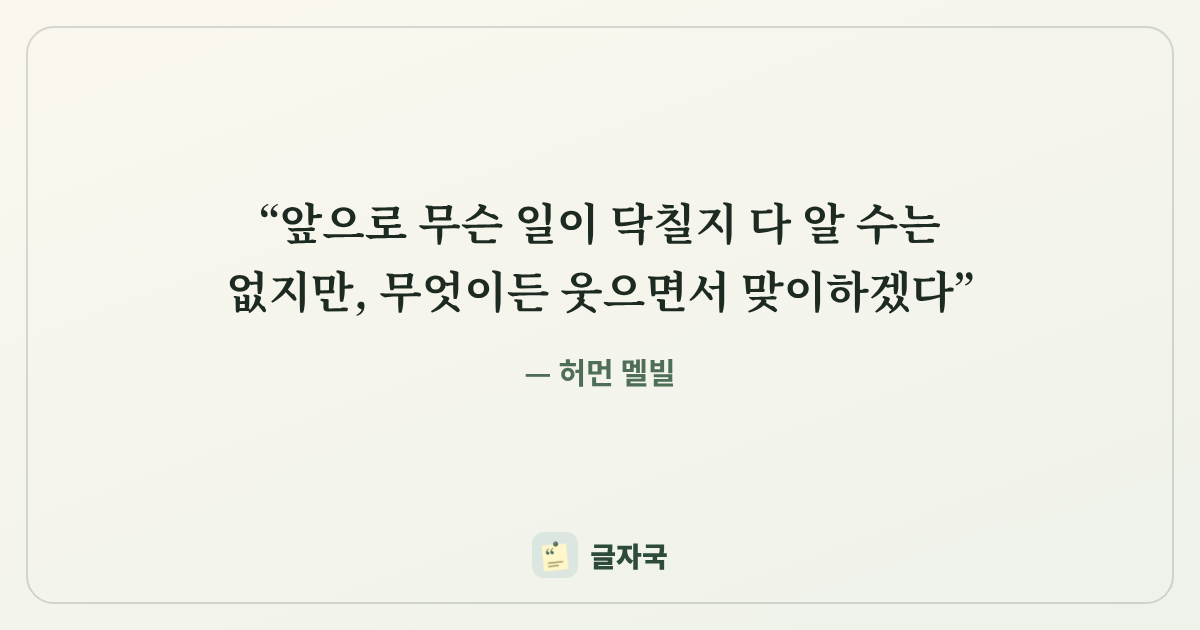 “앞으로 무슨 일이 닥칠지 다 알 수는
없지만, 무엇이든 웃으면서 맞이하겠다”
— 허먼 멜빌
글자국